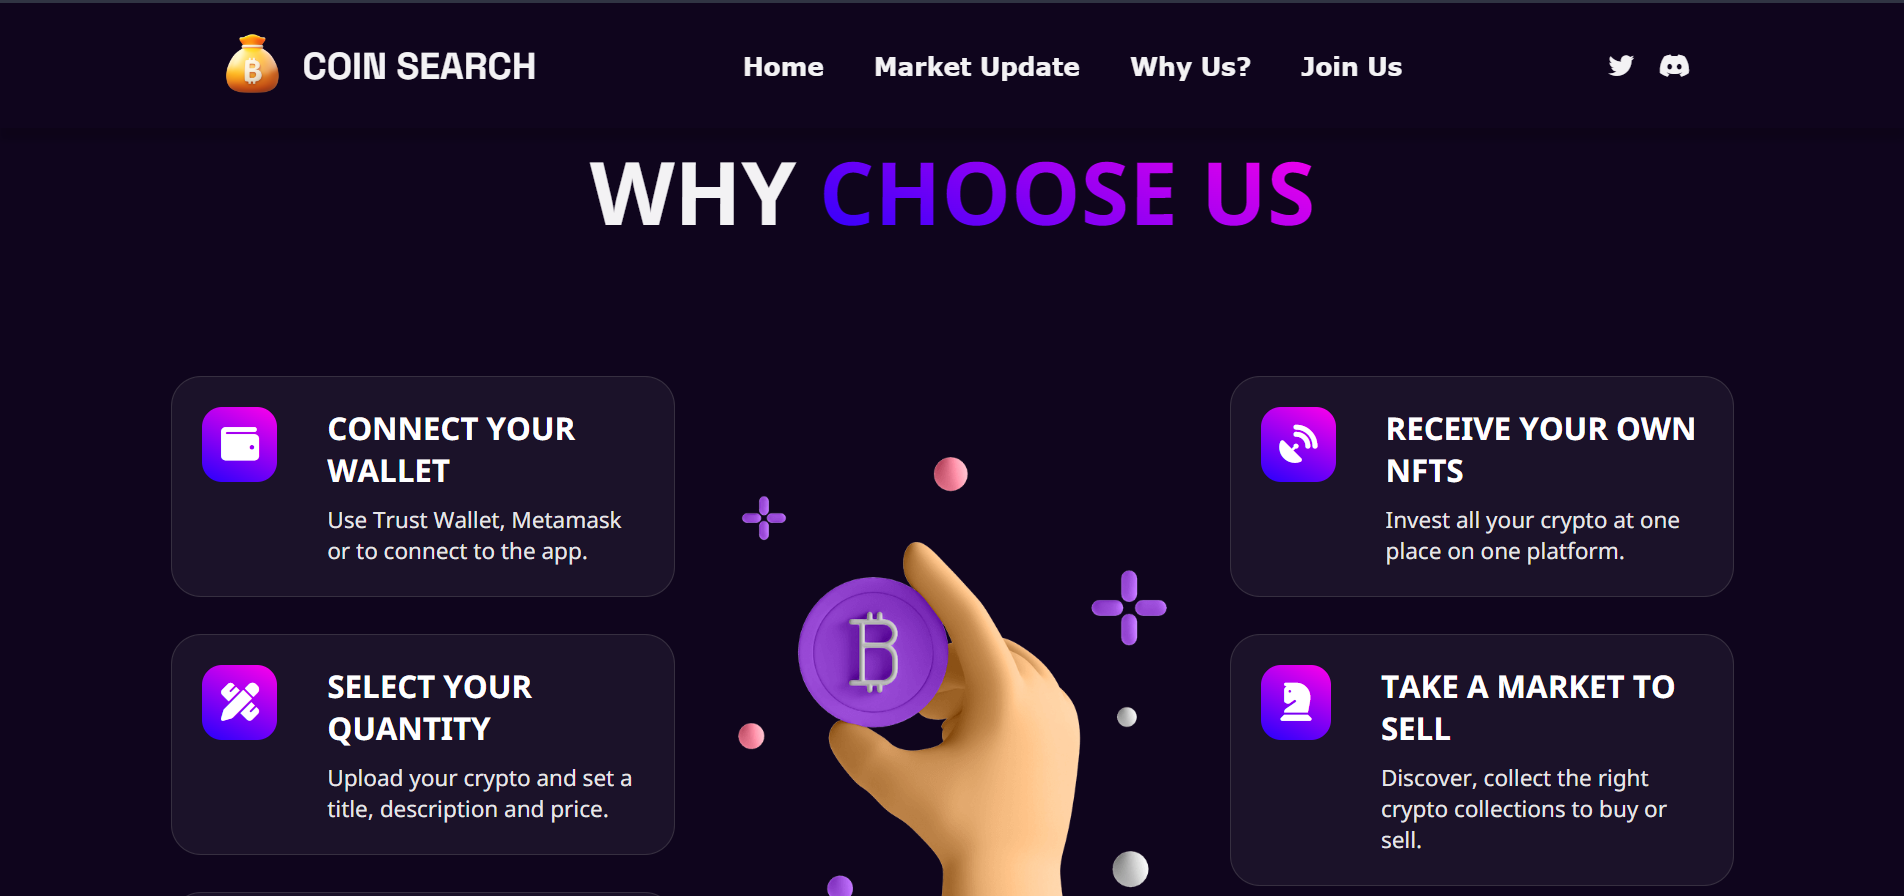 COIN SEARCH
Home
Market Update
Why Us?
Join Us
WHY CHOOSE US
CONNECT YOUR
WALLET
Use Trust Wallet, Metamask
or to connect to the app.
SELECT YOUR
QUANTITY
Upload your crypto and set a
title, description and price.
RECEIVE YOUR OWN
NFTS
Invest all your crypto at one
place on one platform.
TAKE A MARKET TO
SELL
Discover, collect the right
crypto collections to buy or
sell.